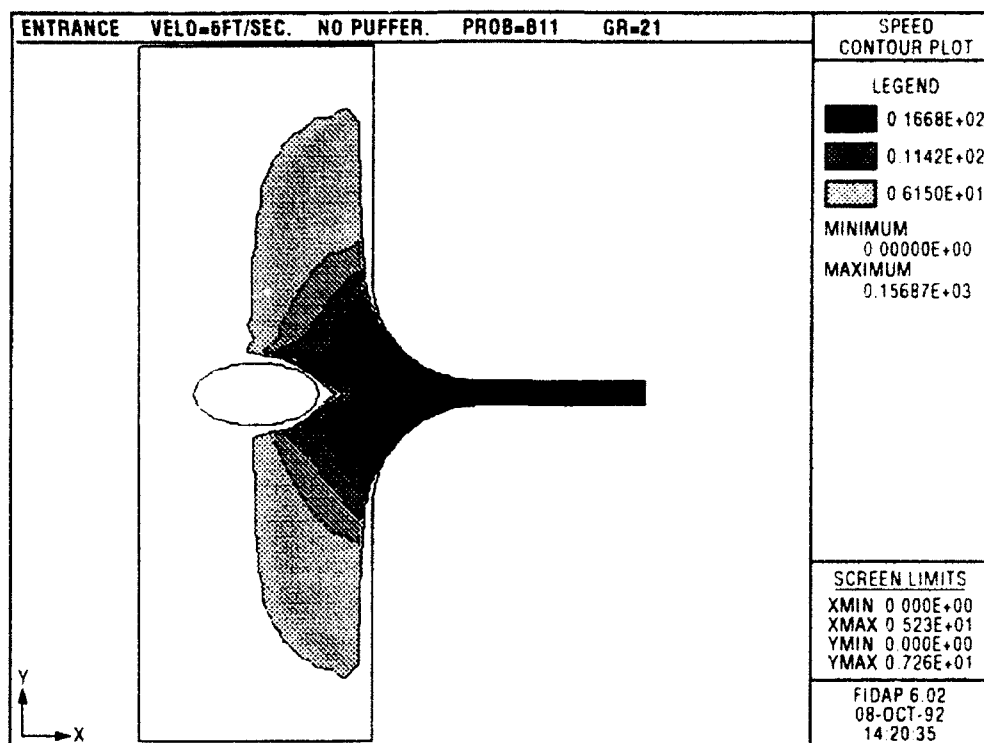 ENTRANCE VELO=6FT/SEC. NO PUFFER. PROB=B11 GR=21
SPEED
CONTOUR PLOT
LEGEND
0.1668E+02
0.1142E+02
0.6150E+01
MINIMUM
0.00000E+00
MAXIMUM
0.15687E+03
SCREEN LIMITS
XMIN 0.000E+00
XMAX 0.523E+01
YMIN 0.000E+00
YMAX 0.726E+01
FIDAP 6.02
08-OCT-92
14:20:35
Y
X